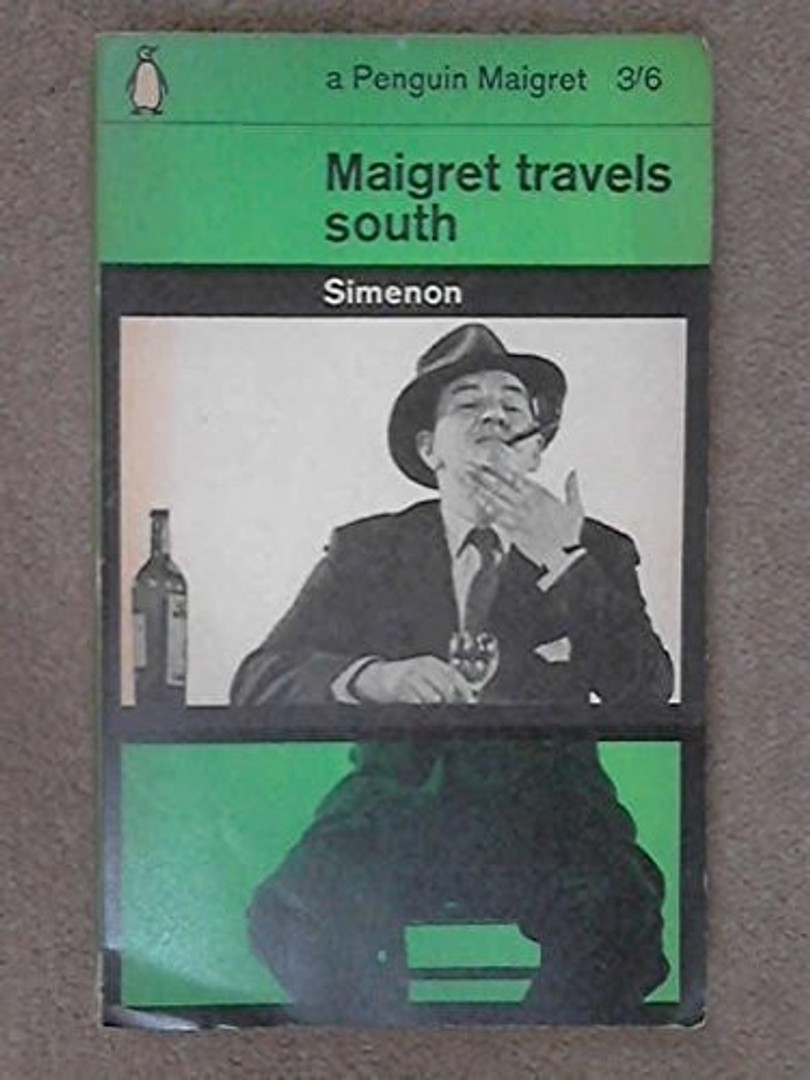 a Penguin Maigret 3/6
Maigret travels
south
Simenon